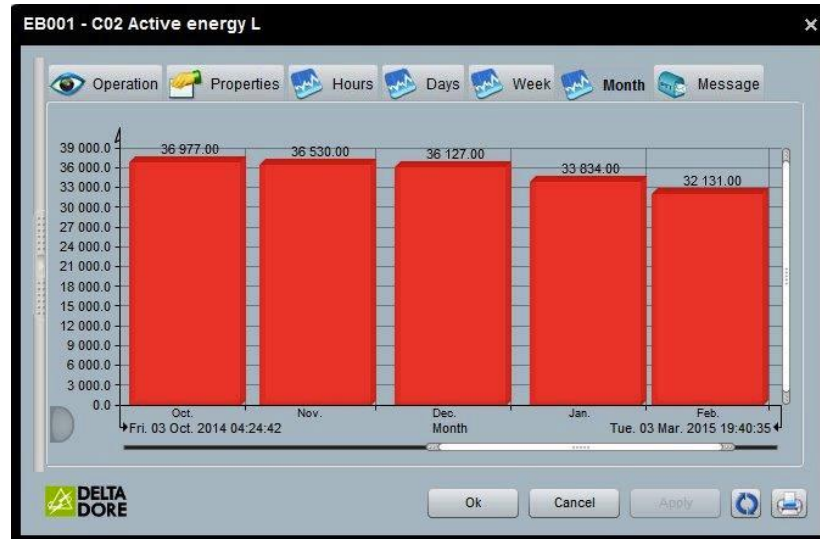 EB001 - C02 Active energy L
Operation Properties Hours Days Week Month Message
39 000.0
36 000.0
33 000.0
30 000.0
27 000.0
24 000.0
21 000.0
18 000.0
15 000.0
12 000.0
9 000.0
6 000.0
3 000.0
0.0
36 977.00 36 530.00 36 127.00 33 834.00 32 131.00
Oct. Nov. Dec. Jan. Feb.
Fri. 03 Oct. 2014 04:24:42 Month Tue. 03 Mar. 2015 19:40:35
DELTA
DORE
Ok Cancel Apply